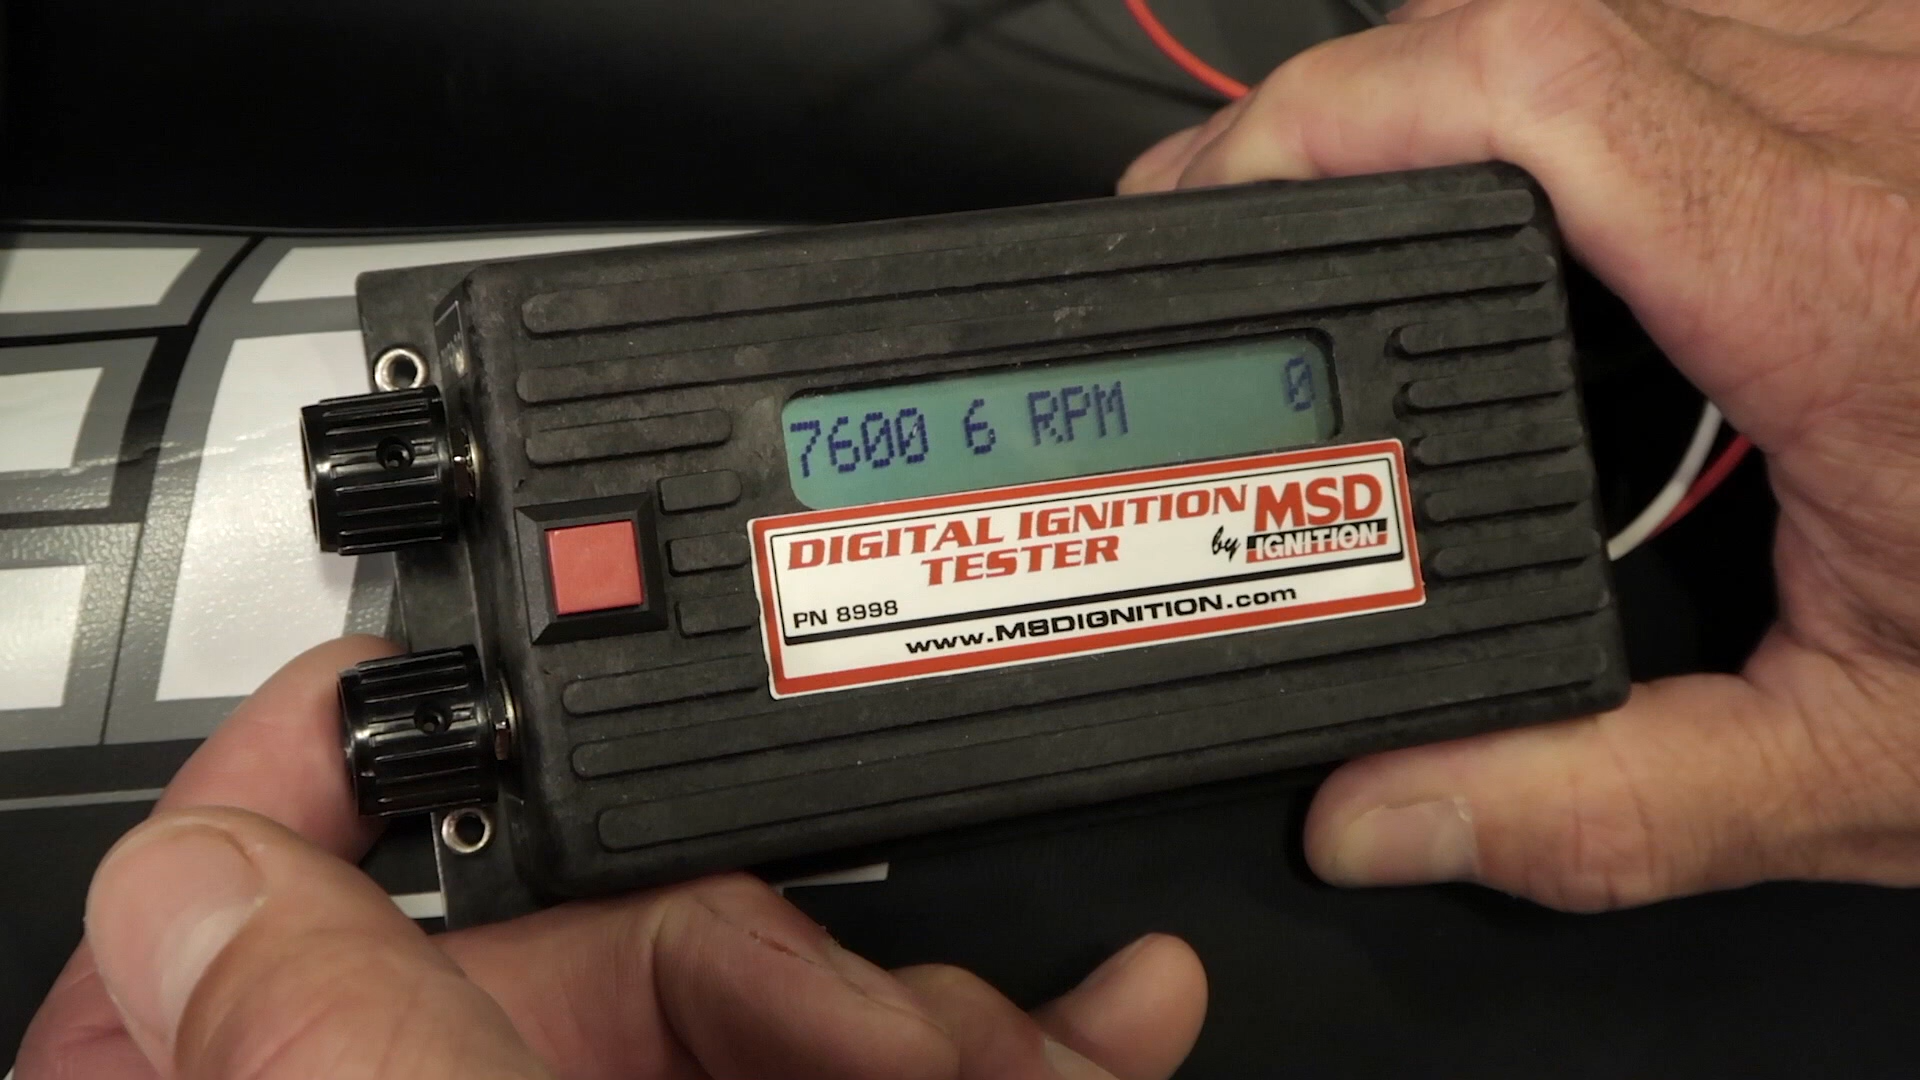 7600 6 RPM 0
DIGITAL IGNITION
TESTER
by MSD
IGNITION
PN 8998
www.MSDIGNITION.com